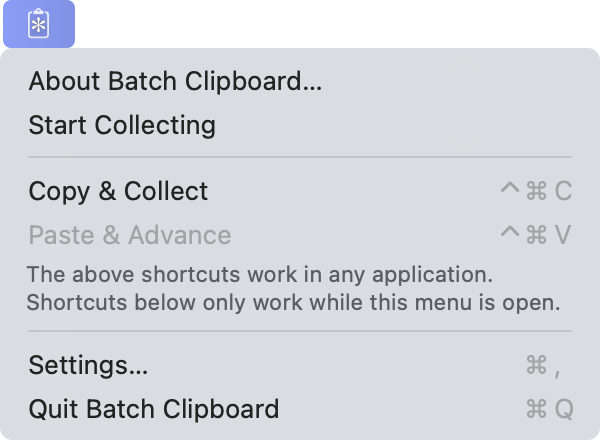 About Batch Clipboard...
Start Collecting
Copy & Collect ^ ⌘ C
Paste & Advance ^ ⌘ V
The above shortcuts work in any application.
Shortcuts below only work while this menu is open.
Settings... ⌘ ,
Quit Batch Clipboard ⌘ Q